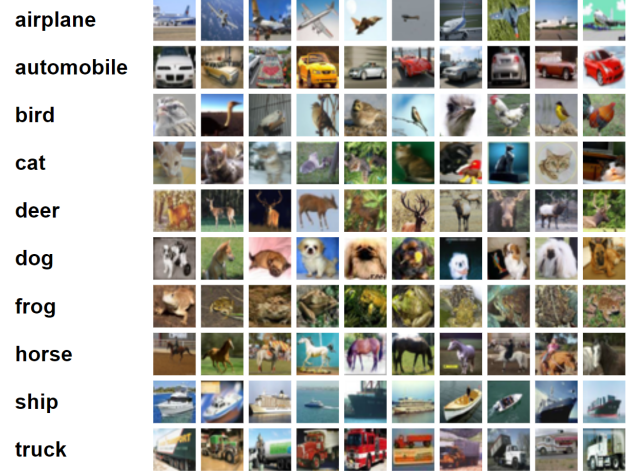 airplane
automobile
bird
cat
deer
dog
frog
horse
ship
truck